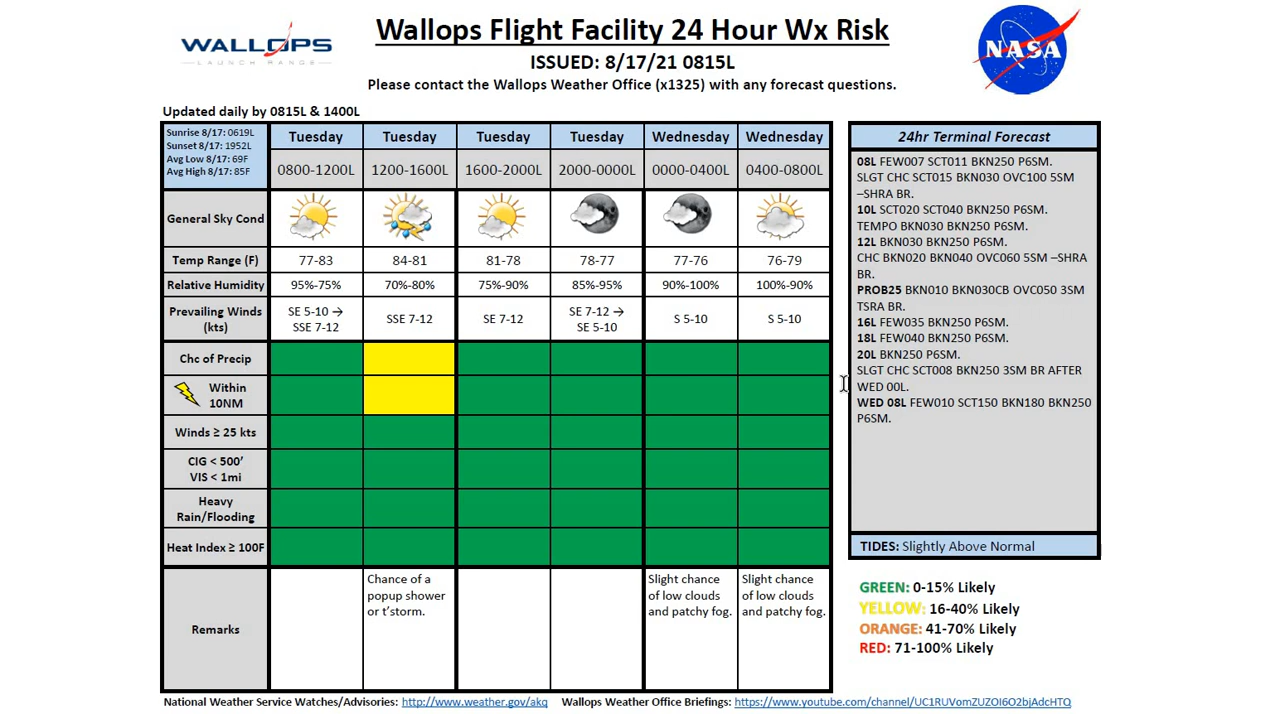 WALLOPS
LAUNCH RANGE
Wallops Flight Facility 24 Hour Wx Risk
ISSUED: 8/17/21 0815L
Please contact the Wallops Weather Office (x1325) with any forecast questions.
NASA
Updated daily by 0815L & 1400L
Sunrise 8/17: 0619L
Sunset 8/17: 1952L
Avg Low 8/17: 69F
Avg High 8/17: 85F
Tuesday Tuesday Tuesday Tuesday Wednesday Wednesday
0800-1200L 1200-1600L 1600-2000L 2000-0000L 0000-0400L 0400-0800L
General Sky Cond
Temp Range (F) 77-83 84-81 81-78 78-77 77-76 76-79
Relative Humidity 95%-75% 70%-80% 75%-90% 85%-95% 90%-100% 100%-90%
Prevailing Winds (kts) SE 5-10 → SSE 7-12 SSE 7-12 SE 7-12 SE 7-12 → SE 5-10 S 5-10 S 5-10
Chc of Precip
Within
10NM
Winds ≥ 25 kts
CIG < 500’
VIS < 1mi
Heavy
Rain/Flooding
Heat Index ≥ 100F
Remarks
Chance of a
popup shower
or t’storm.
Slight chance
of low clouds
and patchy fog.
Slight chance
of low clouds
and patchy fog.
24hr Terminal Forecast
08L FEW007 SCT011 BKN250 P6SM.
SLGT CHC SCT015 BKN030 OVC100 5SM
–SHRA BR.
10L SCT020 SCT040 BKN250 P6SM.
TEMPO BKN030 BKN250 P6SM.
12L BKN030 BKN250 P6SM.
CHC BKN020 BKN040 OVC060 5SM –SHRA
BR.
PROB25 BKN010 BKN030CB OVC050 3SM
TSRA BR.
16L FEW035 BKN250 P6SM.
18L FEW040 BKN250 P6SM.
20L BKN250 P6SM.
SLGT CHC SCT008 BKN250 3SM BR AFTER
WED 00L.
WED 08L FEW010 SCT150 BKN180 BKN250
P6SM.
TIDES: Slightly Above Normal
GREEN: 0-15% Likely
YELLOW: 16-40% Likely
ORANGE: 41-70% Likely
RED: 71-100% Likely
National Weather Service Watches/Advisories: http://www.weather.gov/akq Wallops Weather Office Briefings: https://www.youtube.com/channel/UC1RUVomZUZOI6O2bjAdcHTQ